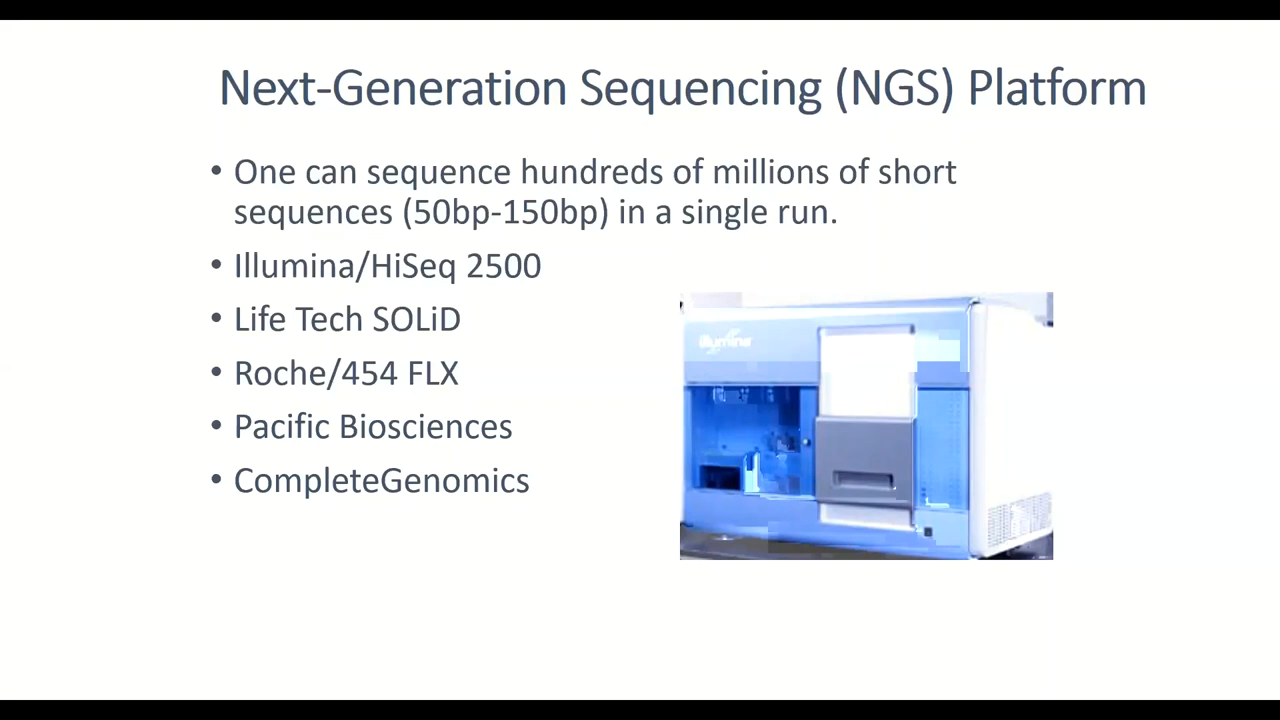 Next-Generation Sequencing (NGS) Platform
• One can sequence hundreds of millions of short
sequences (50bp-150bp) in a single run.
• Illumina/HiSeq 2500
• Life Tech SOLiD
• Roche/454 FLX
• Pacific Biosciences
• CompleteGenomics
illumina